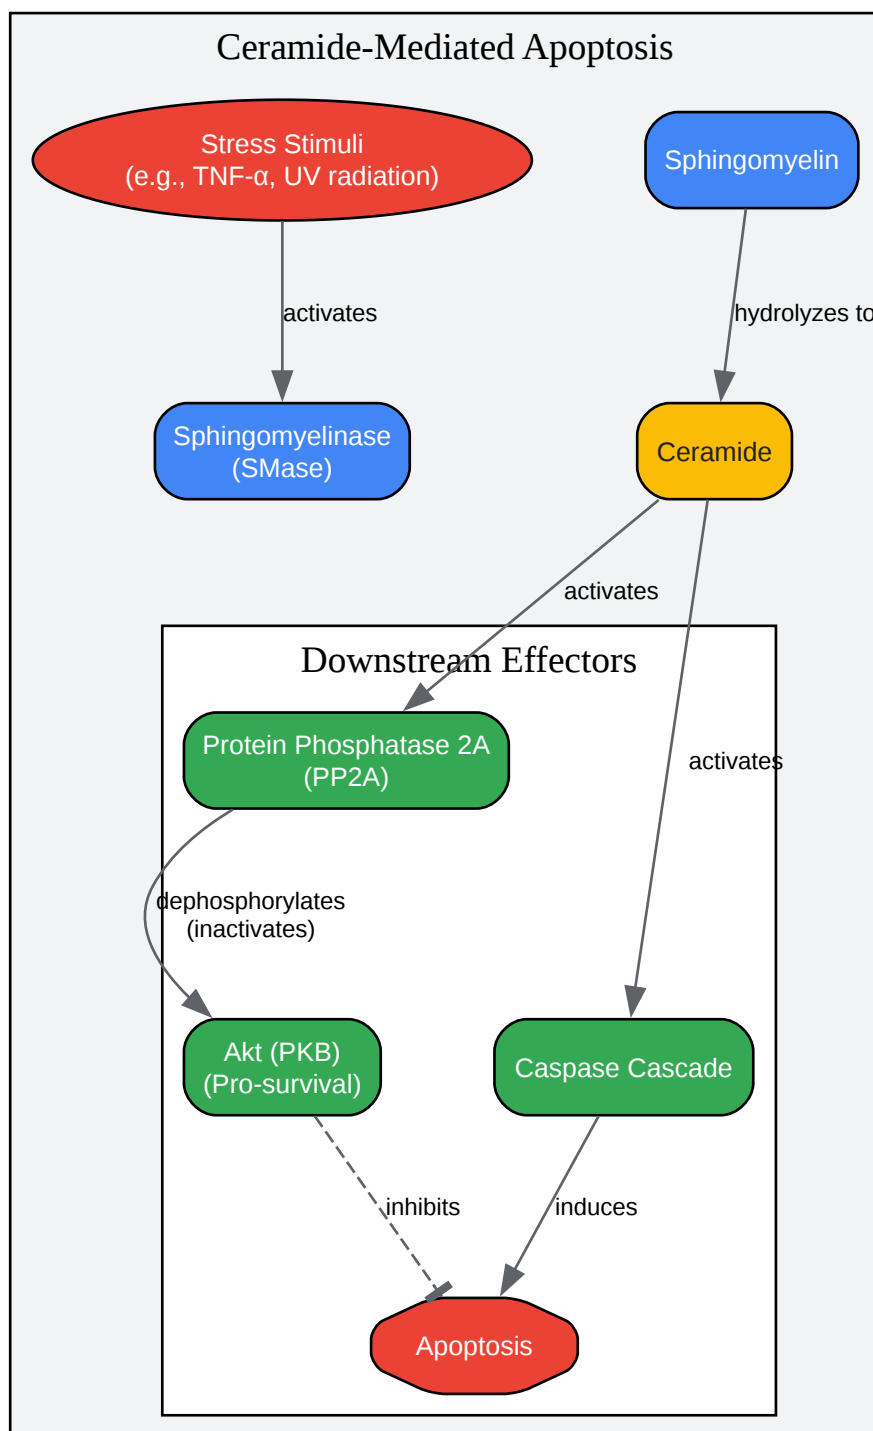 Ceramide-Mediated Apoptosis
Stress Stimuli
(e.g., TNF-α, UV radiation)
Sphingomyelin
activates
hydrolyzes to
Sphingomyelinase
(SMase)
Ceramide
activates
Downstream Effectors
Protein Phosphatase 2A
(PP2A)
activates
dephosphorylates
(inactivates)
Akt (PKB)
(Pro-survival)
Caspase Cascade
inhibits
induces
Apoptosis